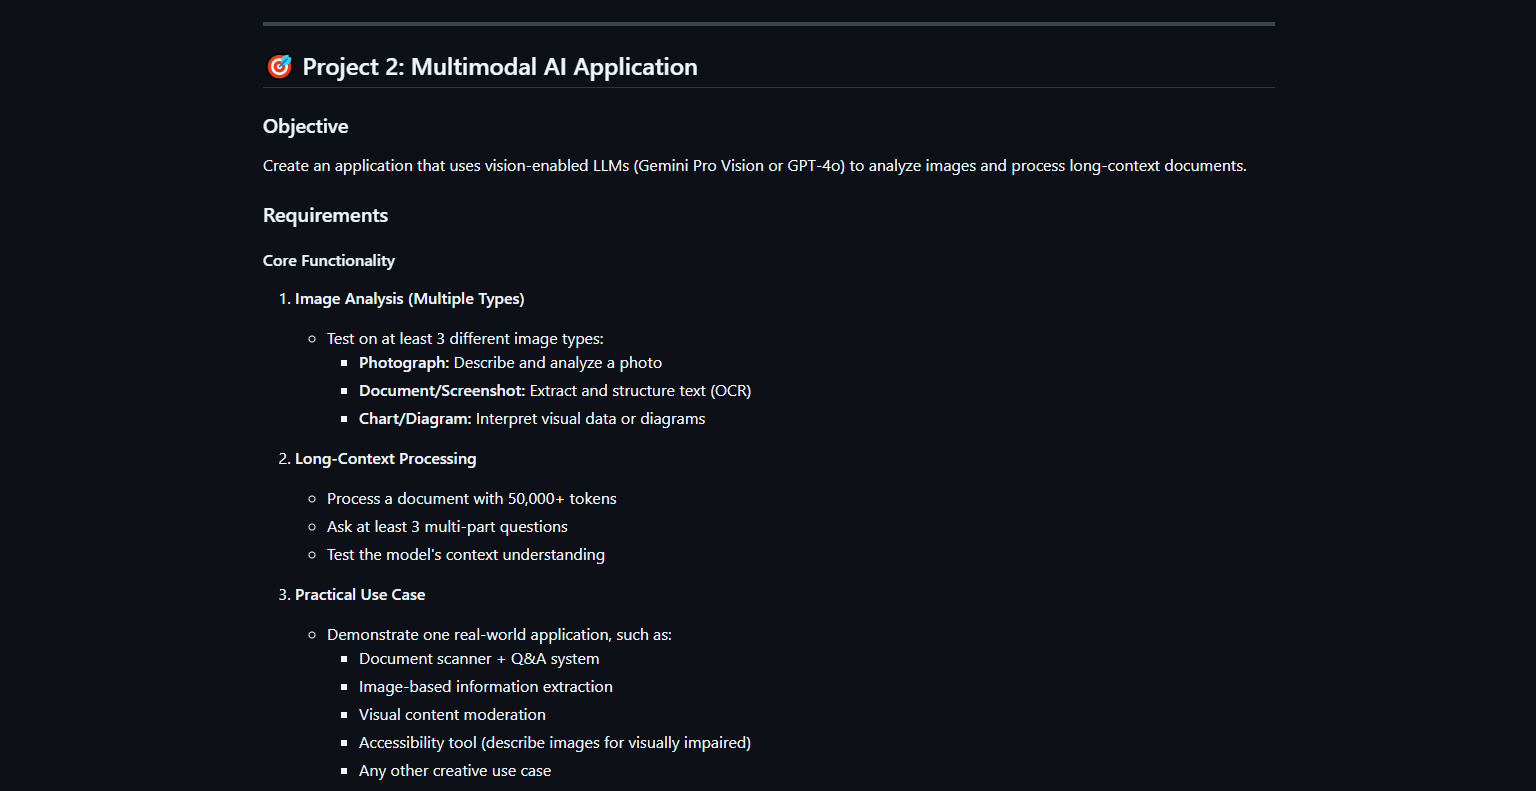 🎯 Project 2: Multimodal AI Application
Objective
Create an application that uses vision-enabled LLMs (Gemini Pro Vision or GPT-4o) to analyze images and process long-context documents.
Requirements
Core Functionality
1. Image Analysis (Multiple Types)
○ Test on at least 3 different image types:
▪ Photograph: Describe and analyze a photo
▪ Document/Screenshot: Extract and structure text (OCR)
▪ Chart/Diagram: Interpret visual data or diagrams
2. Long-Context Processing
○ Process a document with 50,000+ tokens
○ Ask at least 3 multi-part questions
○ Test the model's context understanding
3. Practical Use Case
○ Demonstrate one real-world application, such as:
▪ Document scanner + Q&A system
▪ Image-based information extraction
▪ Visual content moderation
▪ Accessibility tool (describe images for visually impaired)
▪ Any other creative use case